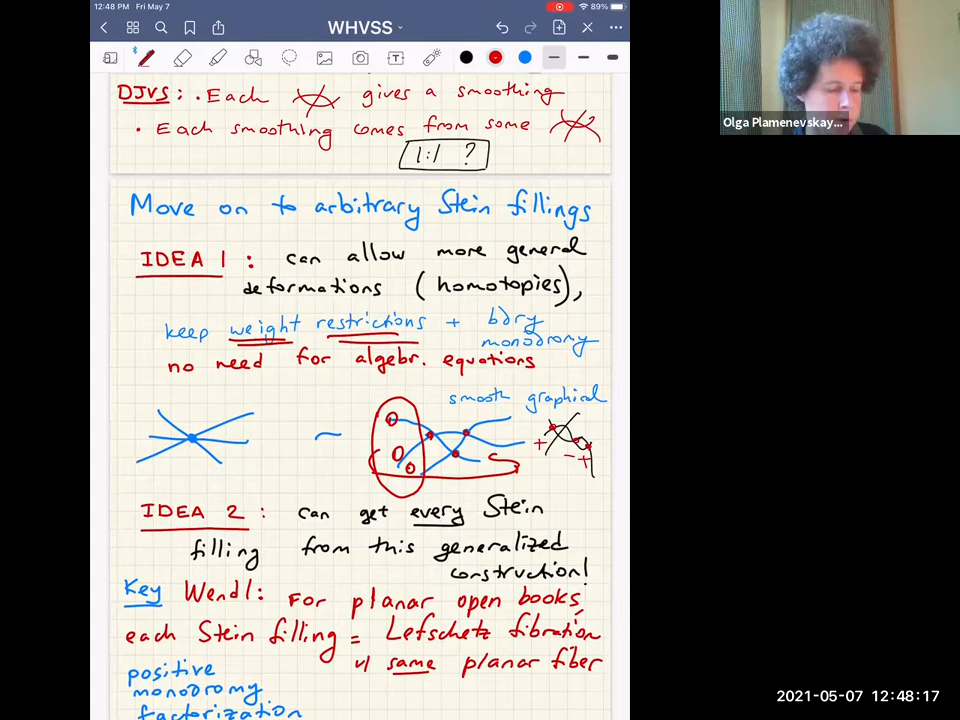 12:48 PM Fri May 7
89%
WHVSS
DJVS: · Each gives a smoothing
· Each smoothing comes from some ?
1:1 ?
Move on to arbitrary Stein fillings
IDEA 1: can allow more general
deformations (homotopies),
keep weight restrictions + bdry
monodromy
no need for algebr. equations
smooth graphical
~
+ - +
IDEA 2: can get every Stein
filling from this generalized
construction!
Key Wendl: For planar open books,
each Stein filling = Lefschetz fibration
w/ same planar fiber
positive
monodromy
factorization
Olga Plamenevskay...
2021-05-07 12:48:17